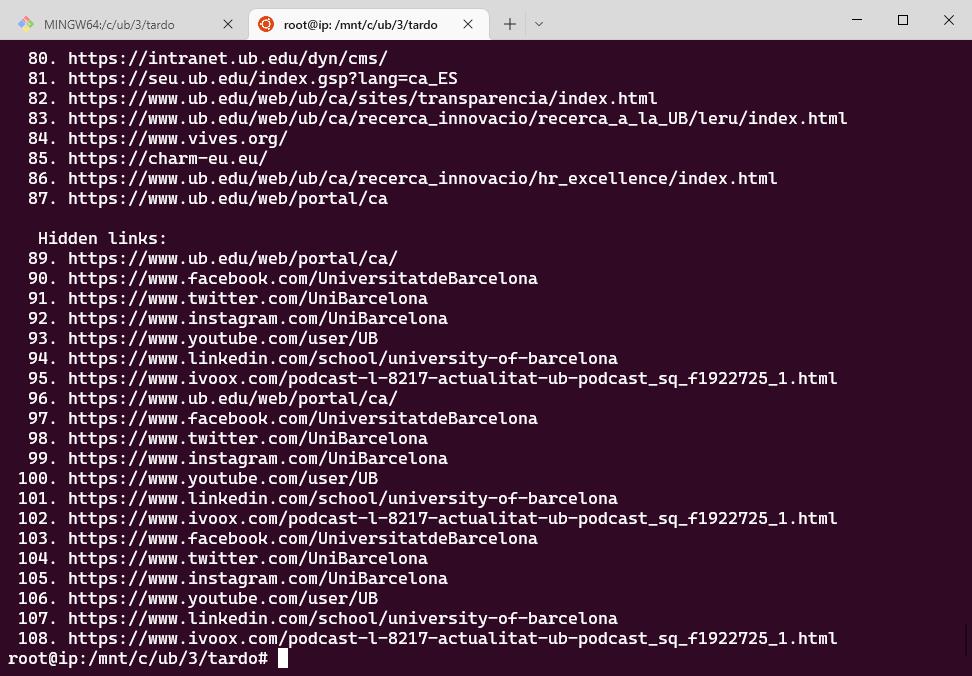 MINGW64:/c/ub/3/tardo
root@ip: /mnt/c/ub/3/tardo
80. https://intranet.ub.edu/dyn/cms/
81. https://seu.ub.edu/index.gsp?lang=ca_ES
82. https://www.ub.edu/web/ub/ca/sites/transparencia/index.html
83. https://www.ub.edu/web/ub/ca/recerca_innovacio/recerca_a_la_UB/leru/index.html
84. https://www.vives.org/
85. https://charm-eu.eu/
86. https://www.ub.edu/web/ub/ca/recerca_innovacio/hr_excellence/index.html
87. https://www.ub.edu/web/portal/ca
Hidden links:
89. https://www.ub.edu/web/portal/ca/
90. https://www.facebook.com/UniversitatdeBarcelona
91. https://www.twitter.com/UniBarcelona
92. https://www.instagram.com/UniBarcelona
93. https://www.youtube.com/user/UB
94. https://www.linkedin.com/school/university-of-barcelona
95. https://www.ivoox.com/podcast-l-8217-actualitat-ub-podcast_sq_f1922725_1.html
96. https://www.ub.edu/web/portal/ca/
97. https://www.facebook.com/UniversitatdeBarcelona
98. https://www.twitter.com/UniBarcelona
99. https://www.instagram.com/UniBarcelona
100. https://www.youtube.com/user/UB
101. https://www.linkedin.com/school/university-of-barcelona
102. https://www.ivoox.com/podcast-l-8217-actualitat-ub-podcast_sq_f1922725_1.html
103. https://www.facebook.com/UniversitatdeBarcelona
104. https://www.twitter.com/UniBarcelona
105. https://www.instagram.com/UniBarcelona
106. https://www.youtube.com/user/UB
107. https://www.linkedin.com/school/university-of-barcelona
108. https://www.ivoox.com/podcast-l-8217-actualitat-ub-podcast_sq_f1922725_1.html
root@ip:/mnt/c/ub/3/tardo#